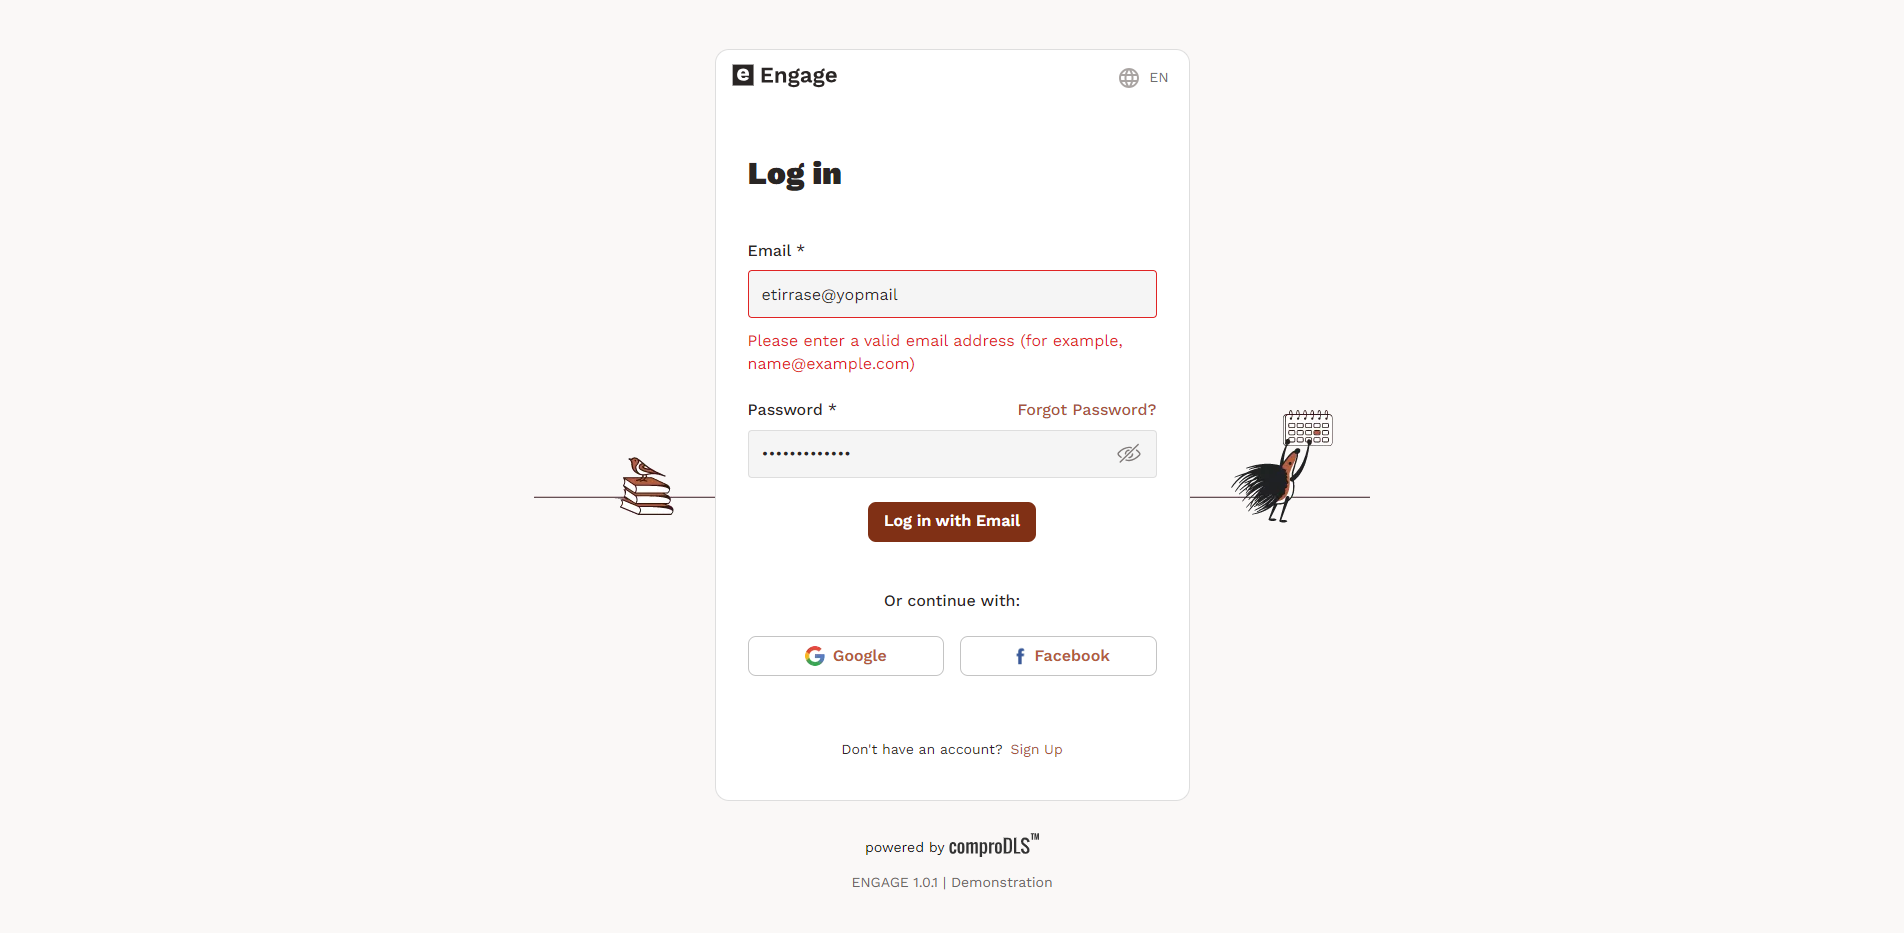 e Engage
EN
Log in
Email *
etirrase@yopmail
Please enter a valid email address (for example,
name@example.com)
Password *
Forgot Password?
•••••••••••••
Log in with Email
Or continue with:
Google
Facebook
Don't have an account? Sign Up
powered by comproDLS™
ENGAGE 1.0.1 | Demonstration